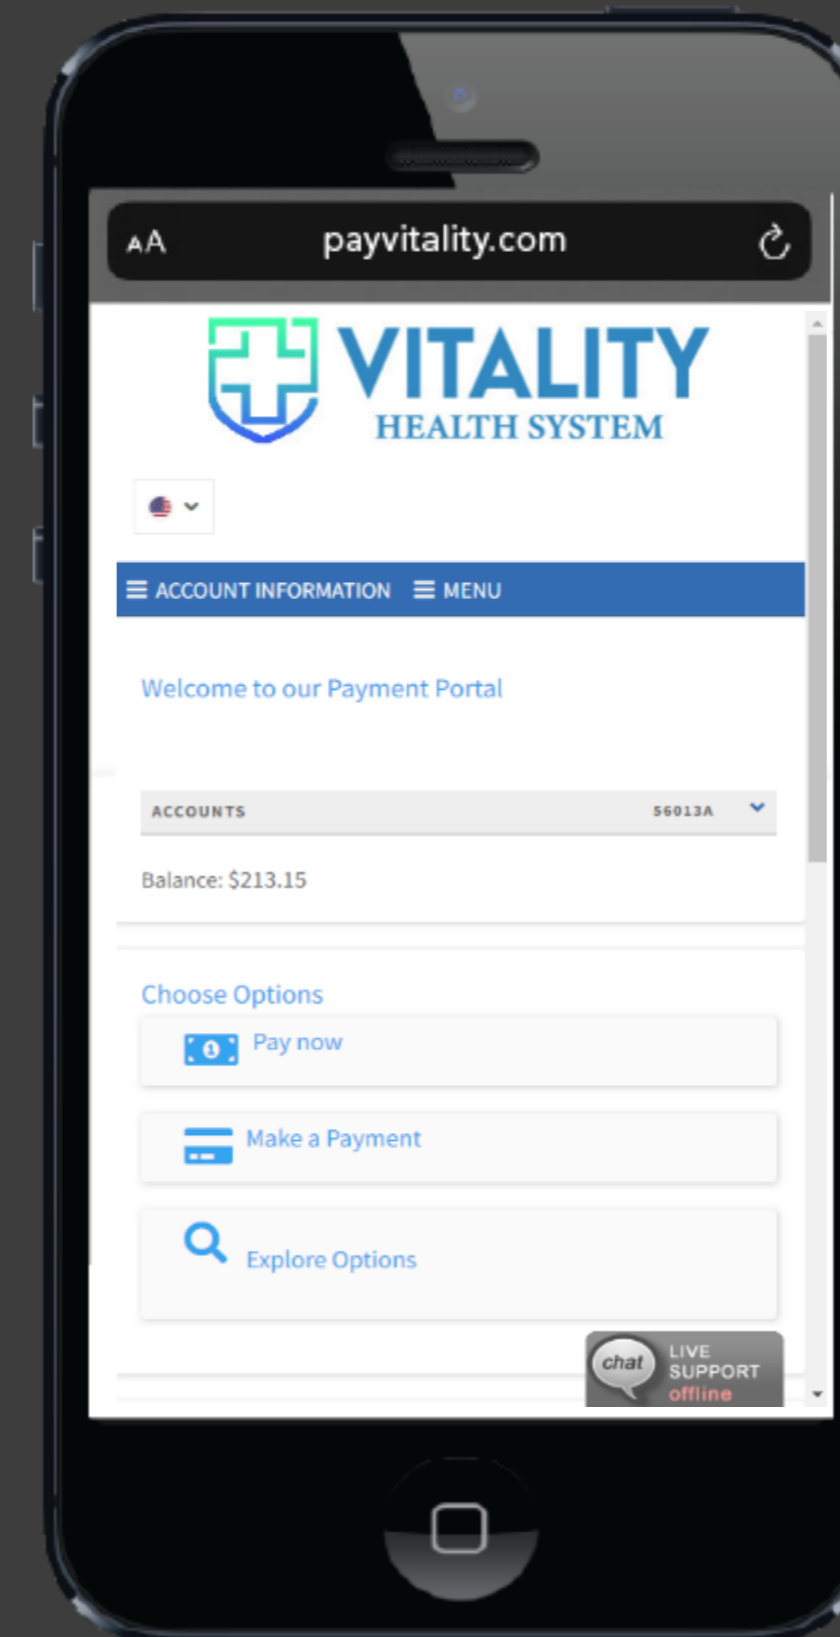 AA payvitality.com
VITALITY
HEALTH SYSTEM
ACCOUNT INFORMATION MENU
Welcome to our Payment Portal
ACCOUNTS 56013A
Balance: $213.15
Choose Options
1 Pay now
Make a Payment
Explore Options
chat LIVE
SUPPORT
offline